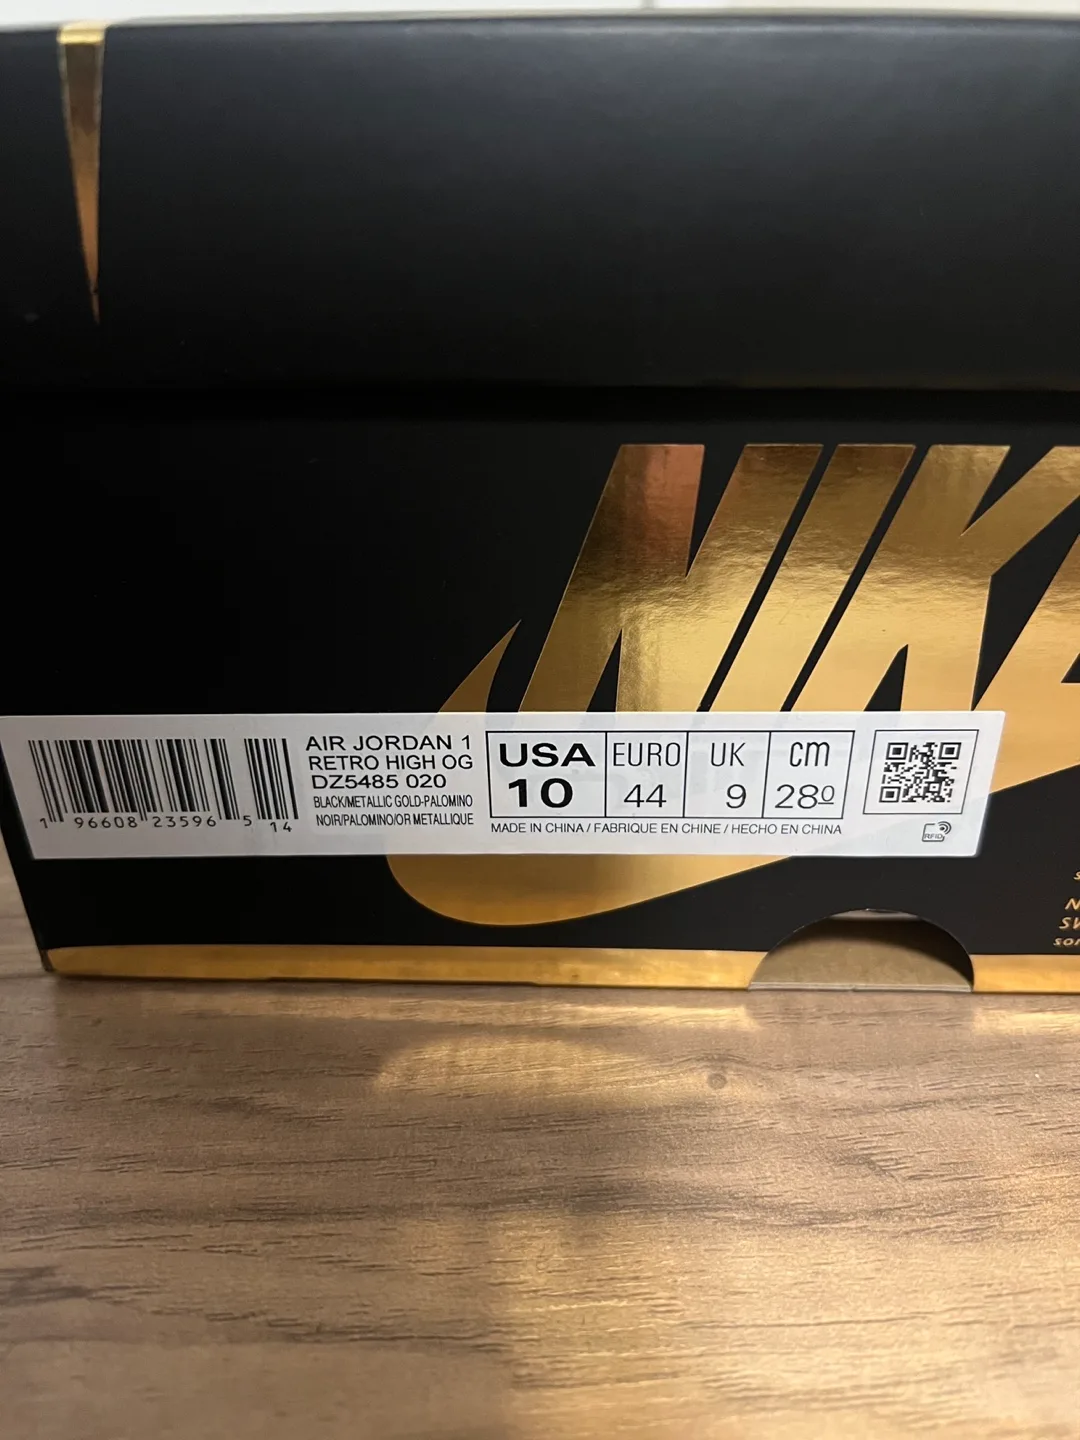 NIKE
AIR JORDAN 1
RETRO HIGH OG
DZ5485 020
BLACK/METALLIC GOLD-PALOMINO
NOIR/PALOMINO/OR METALLIQUE
1 96608 23596 5 14
USA EURO UK cm
10 44 9 28⁰
MADE IN CHINA / FABRIQUE EN CHINE / HECHO EN CHINA
RFID